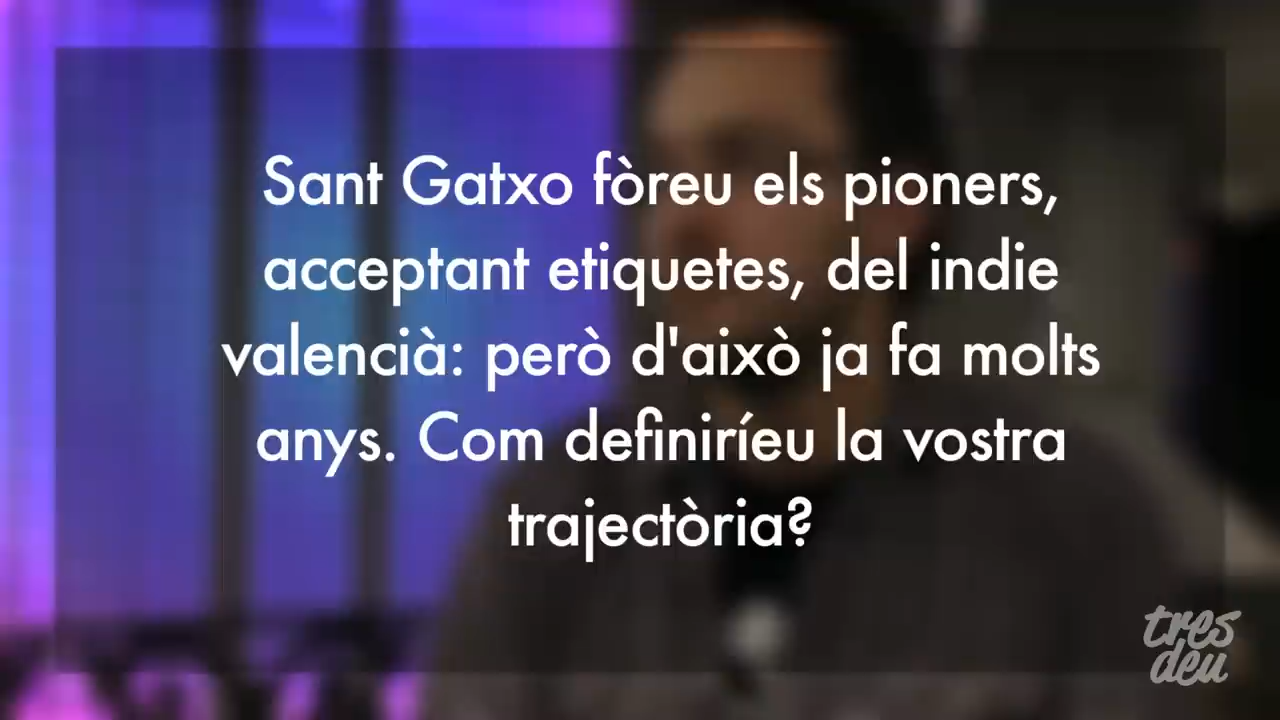 Sant Gatxo fòreu els pioners,
acceptant etiquetes, del indie
valencià: però d'això ja fa molts
anys. Com definiríeu la vostra
trajectòria?
tres
deu